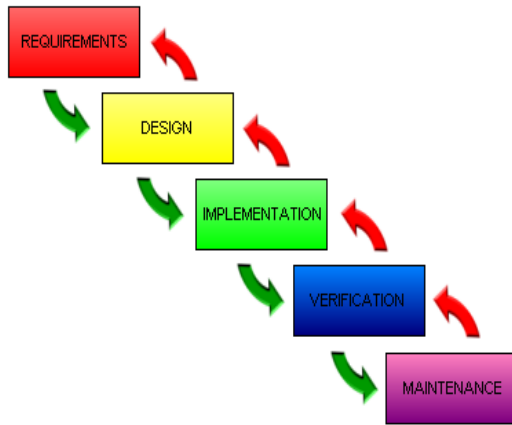 REQUIREMENTS
DESIGN
IMPLEMENTATION
VERIFICATION
MAINTENANCE